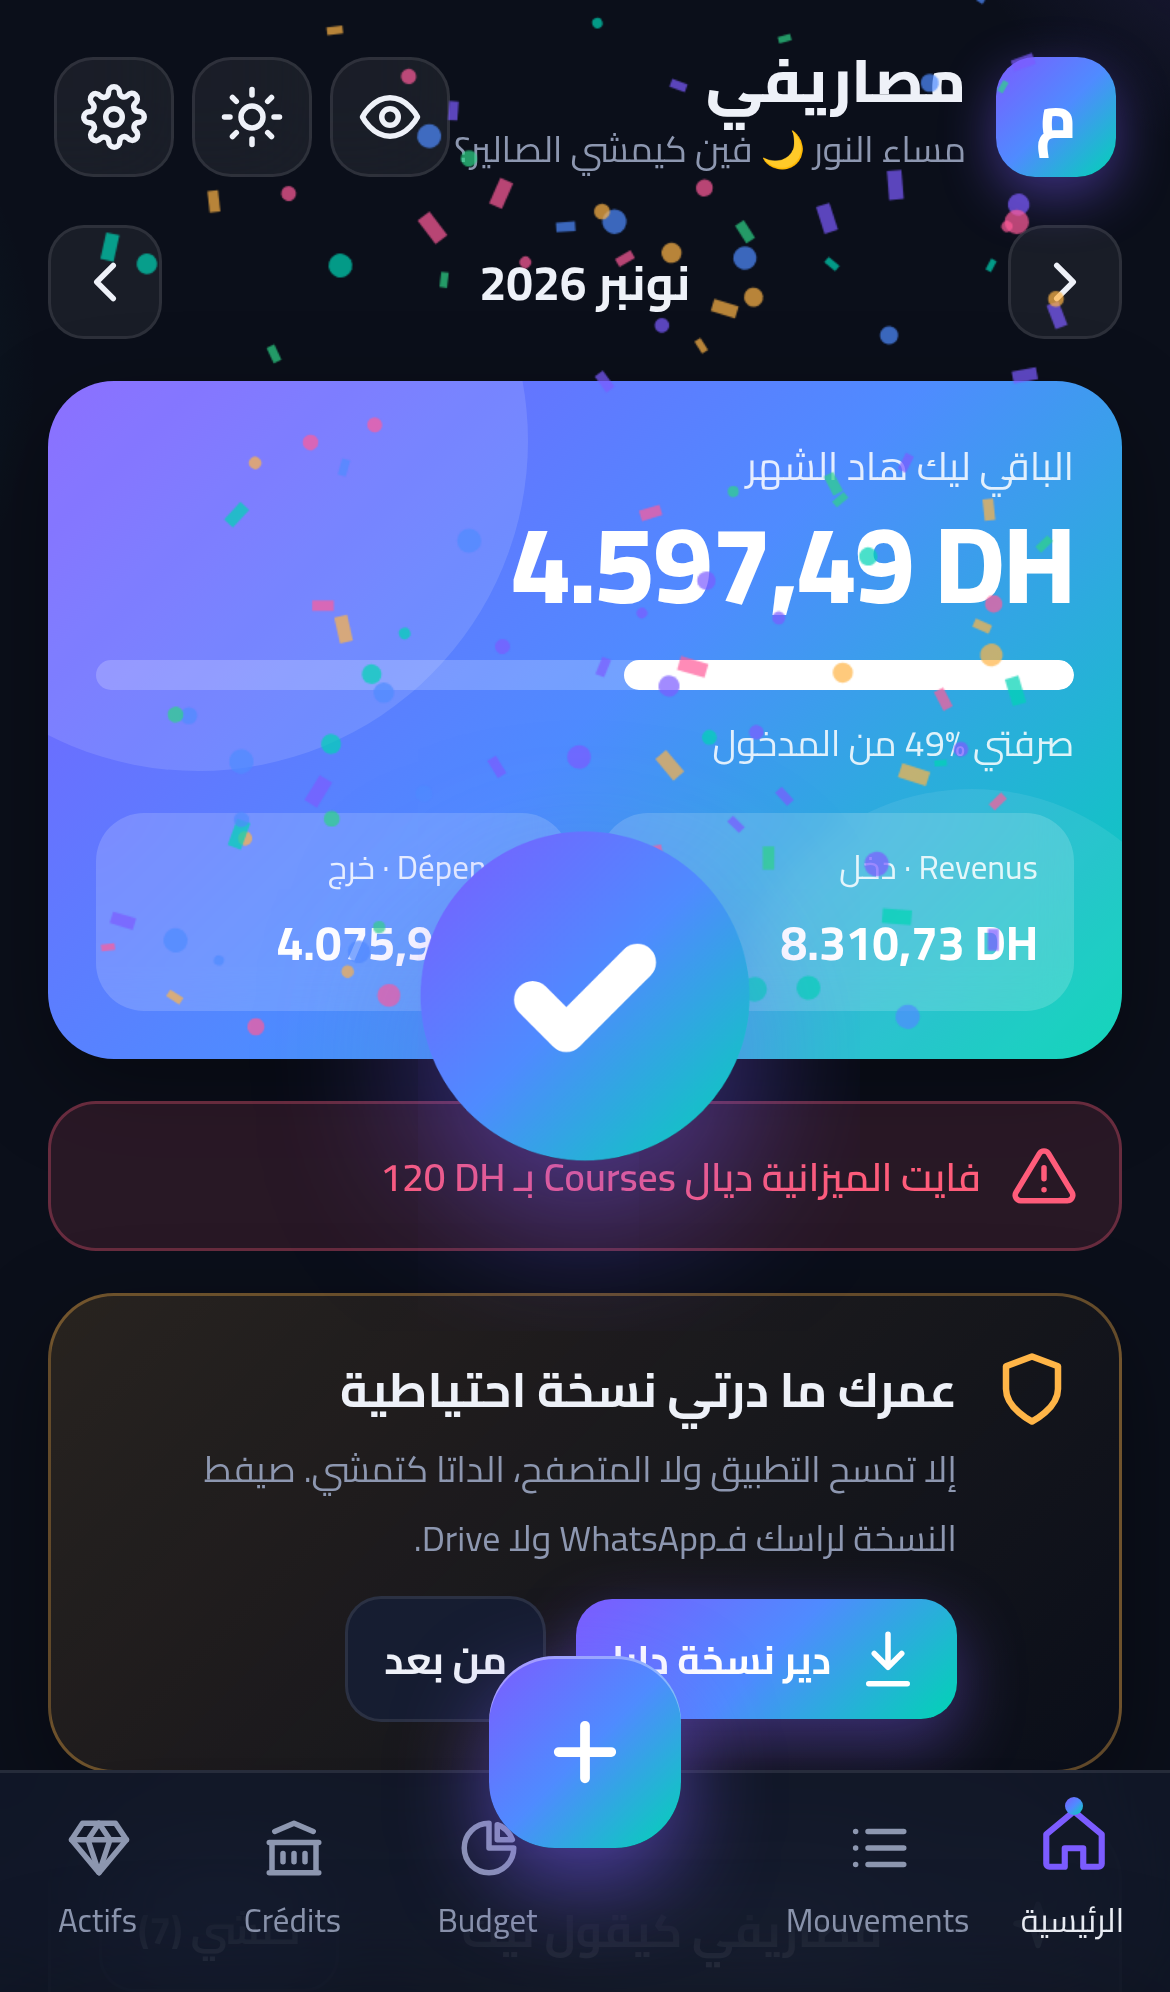 م
مصاريفي
مساء النور 🌙 فين كيمشي الصالير؟
نونبر 2026
الباقي ليك هاد الشهر
4.597,49 DH
صرفتي 49% من المدخول
دخل · Revenus
8.310,73 DH
خرج · Dépen
4.075,9
فايت الميزانية ديال Courses بـ 120 DH
عمرك ما درتي نسخة احتياطية
إلا تمسح التطبيق ولا المتصفح، الداتا كتمشي. صيفط
النسخة لراسك فـWhatsApp ولا Drive.
دير نسخة دابا
من بعد
مصاريفي كيقول ليك
الرئيسية
Mouvements
Budget
Crédits
Actifs